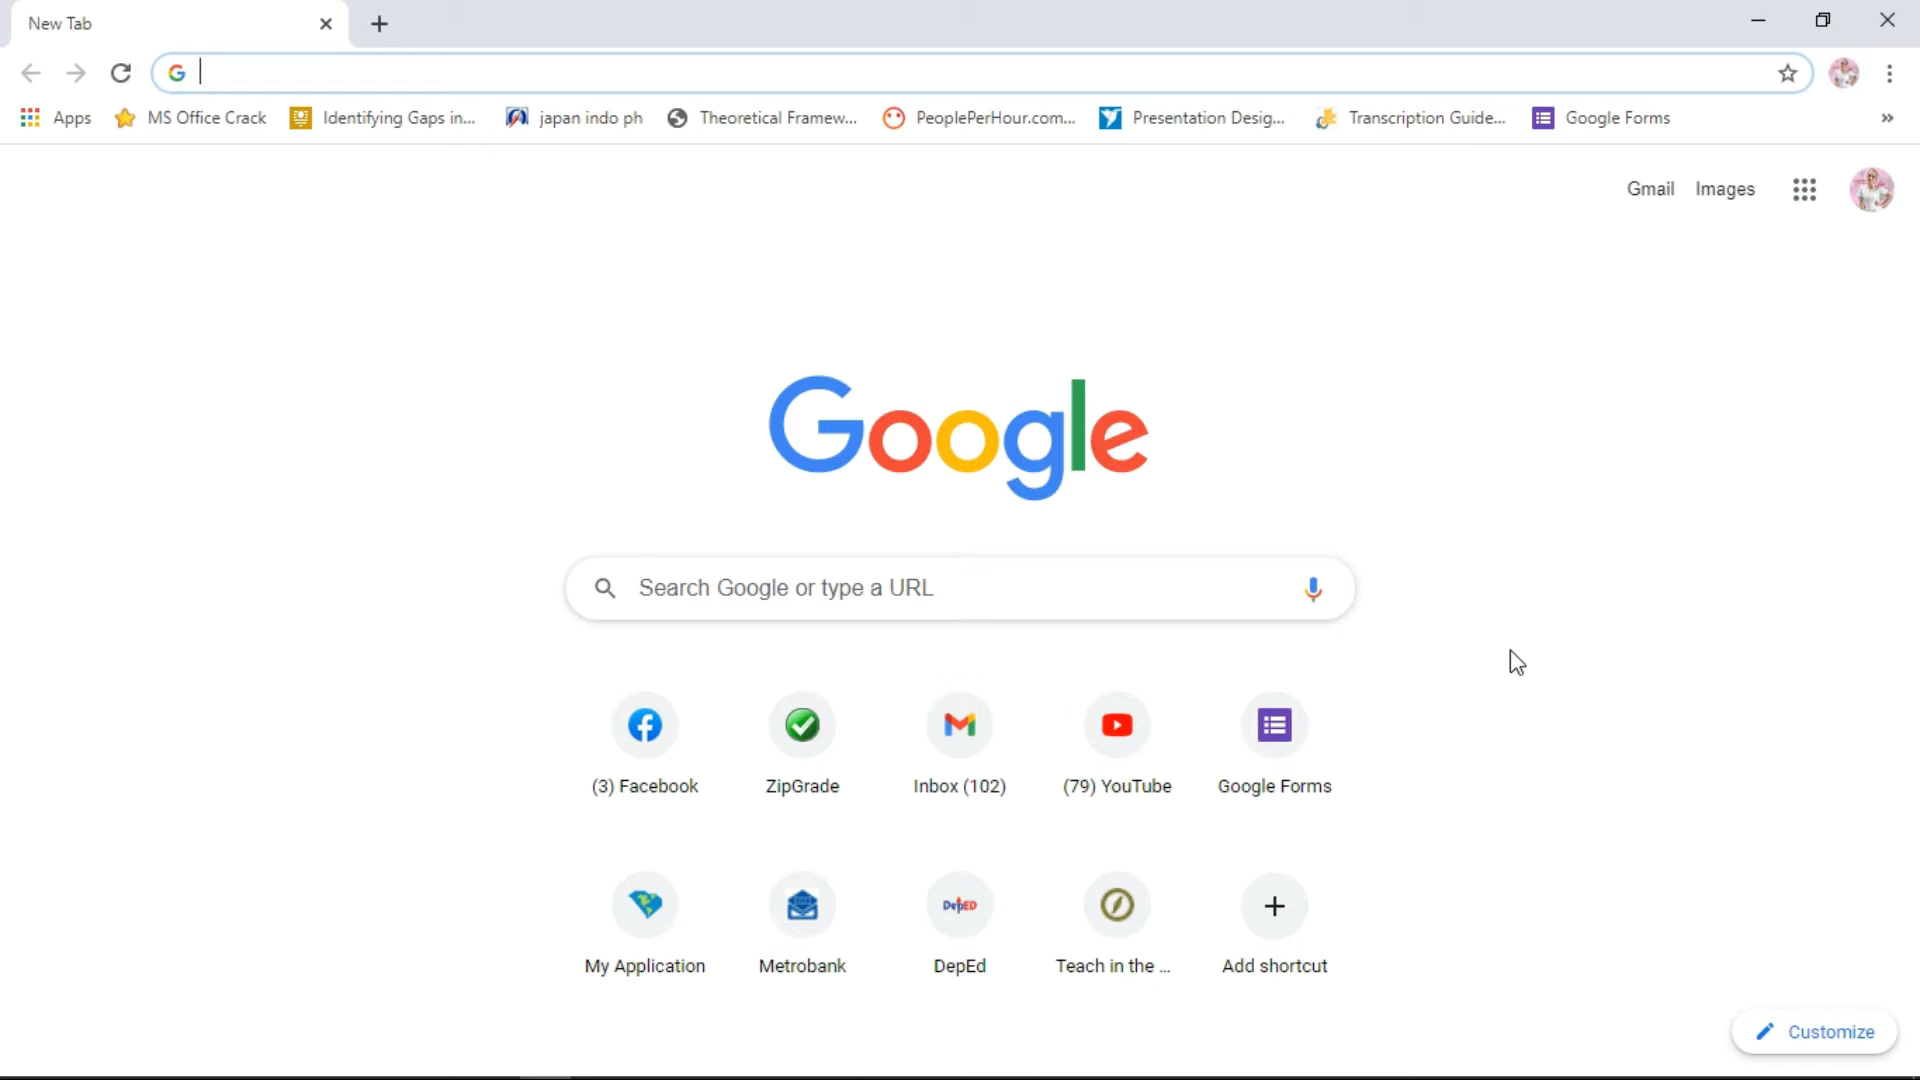 New Tab
Apps MS Office Crack Identifying Gaps in... japan indo ph Theoretical Framew... PeoplePerHour.com... Presentation Desig... Transcription Guide... Google Forms »
Gmail Images
Google
Search Google or type a URL
(3) Facebook ZipGrade Inbox (102) (79) YouTube Google Forms
DepED
My Application Metrobank DepEd Teach in the ... Add shortcut
Customize